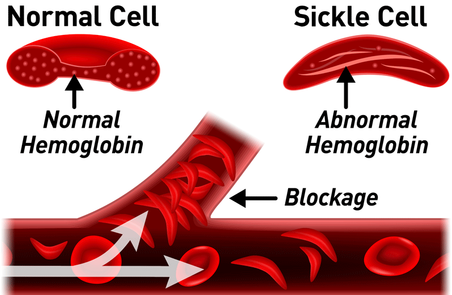 Normal Cell
Sickle Cell
Normal
Hemoglobin
Abnormal
Hemoglobin
Blockage